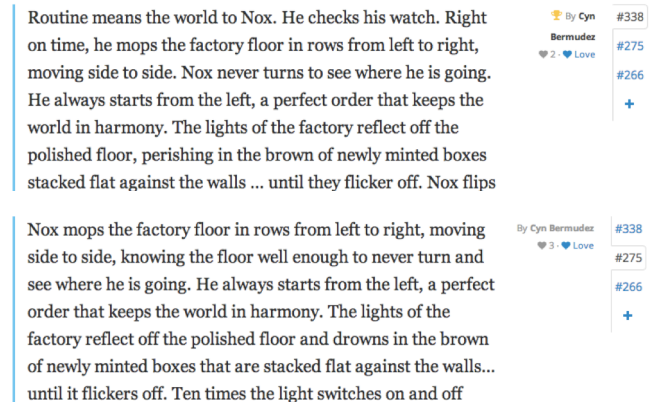 Routine means the world to Nox. He checks his watch. Right
on time, he mops the factory floor in rows from left to right,
moving side to side. Nox never turns to see where he is going.
He always starts from the left, a perfect order that keeps the
world in harmony. The lights of the factory reflect off the
polished floor, perishing in the brown of newly minted boxes
stacked flat against the walls ... until they flicker off. Nox flips
By Cyn
Bermudez
2 · Love
#338
#275
#266
+
Nox mops the factory floor in rows from left to right, moving
side to side, knowing the floor well enough to never turn and
see where he is going. He always starts from the left, a perfect
order that keeps the world in harmony. The lights of the
factory reflect off the polished floor and drowns in the brown
of newly minted boxes that are stacked flat against the walls...
until it flickers off. Ten times the light switches on and off
By Cyn Bermudez
3 · Love
#338
#275
#266
+